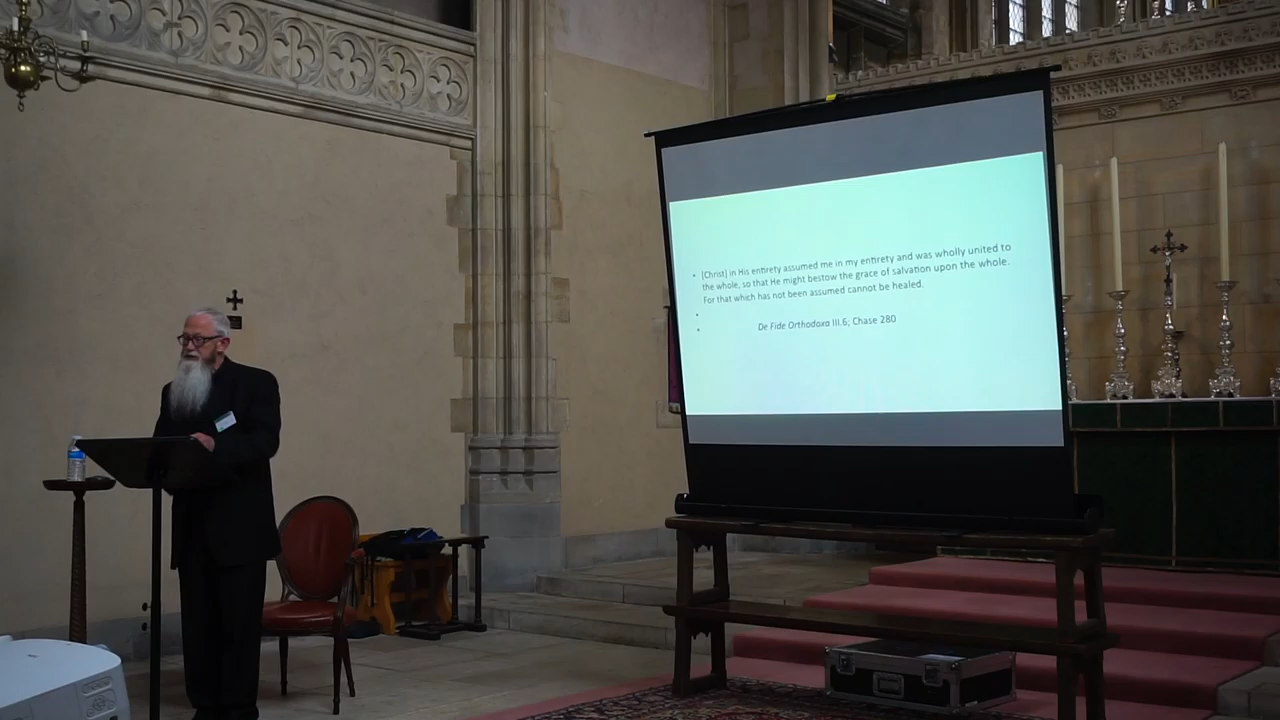 [Christ] in His entirety assumed me in my entirety and was wholly united to
the whole, so that He might bestow the grace of salvation upon the whole.
For that which has not been assumed cannot be healed.
De Fide Orthodoxa III.6; Chase 280